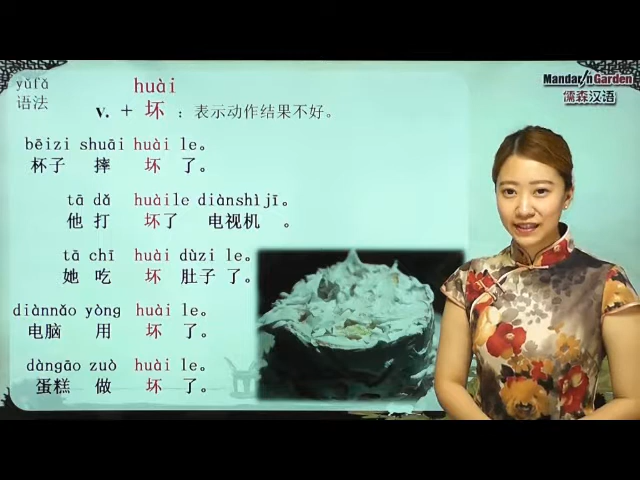 yǔfǎ
语法
huài
v. + 坏 ：表示动作结果不好。
bēizi shuāi huài le。
杯子 摔 坏 了。
tā dǎ huàile diànshìjī。
他 打 坏了 电视机 。
tā chī huài dùzi le。
她 吃 坏 肚子 了。
diànnǎo yòng huài le。
电脑 用 坏 了。
dàngāo zuò huài le。
蛋糕 做 坏 了。
Mandarin Garden
儒森汉语